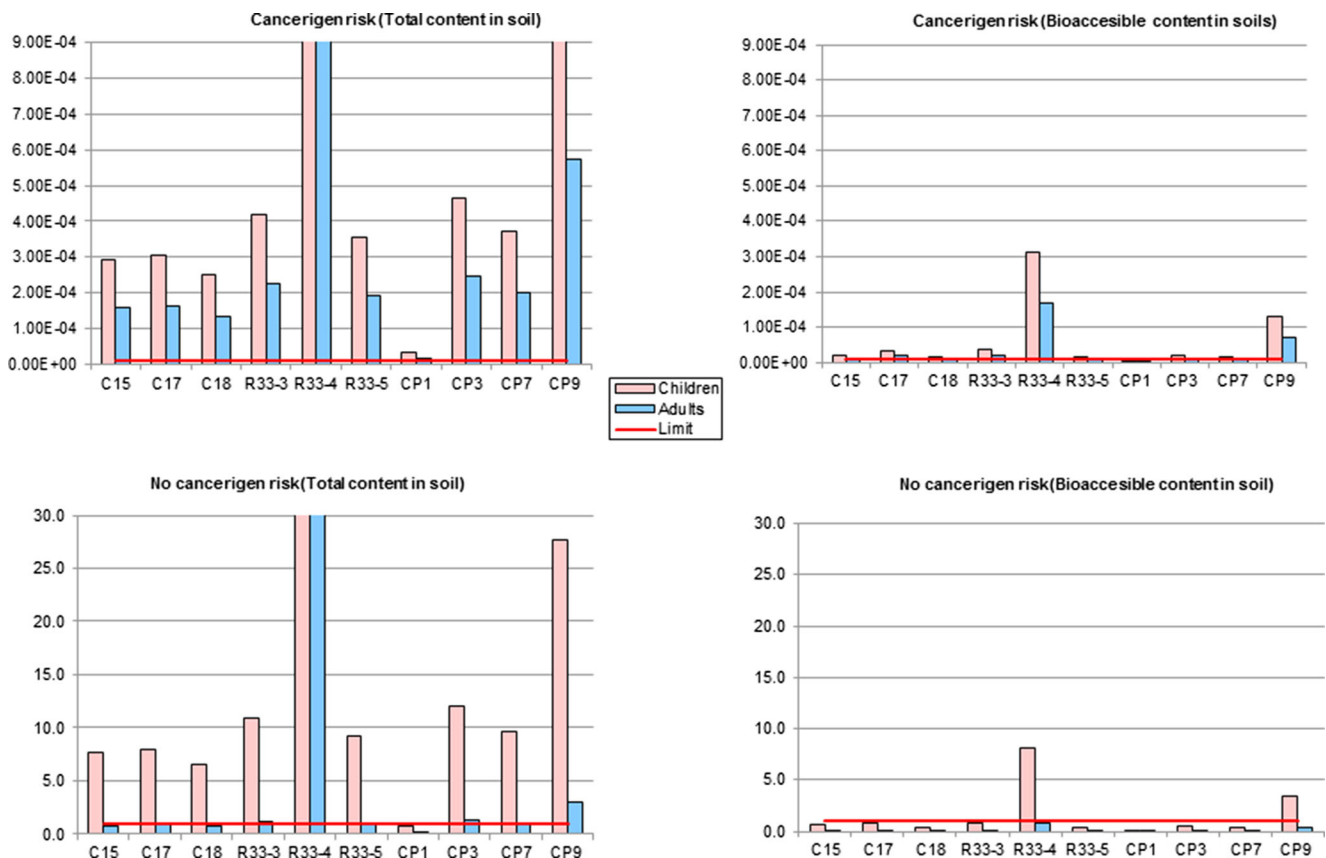 Cancerigen risk (Total content in soil)
9.00E-04
8.00E-04
7.00E-04
6.00E-04
5.00E-04
4.00E-04
3.00E-04
2.00E-04
1.00E-04
0.00E+00
C15 C17 C18 R33-3 R33-4 R33-5 CP1 CP3 CP7 CP9
Cancerigen risk (Bioaccesible content in soils)
9.00E-04
8.00E-04
7.00E-04
6.00E-04
5.00E-04
4.00E-04
3.00E-04
2.00E-04
1.00E-04
0.00E+00
C15 C17 C18 R33-3 R33-4 R33-5 CP1 CP3 CP7 CP9
Children
Adults
Limit
No cancerigen risk (Total content in soil)
30.0
25.0
20.0
15.0
10.0
5.0
0.0
C15 C17 C18 R33-3 R33-4 R33-5 CP1 CP3 CP7 CP9
No cancerigen risk (Bioaccesible content in soil)
30.0
25.0
20.0
15.0
10.0
5.0
0.0
C15 C17 C18 R33-3 R33-4 R33-5 CP1 CP3 CP7 CP9